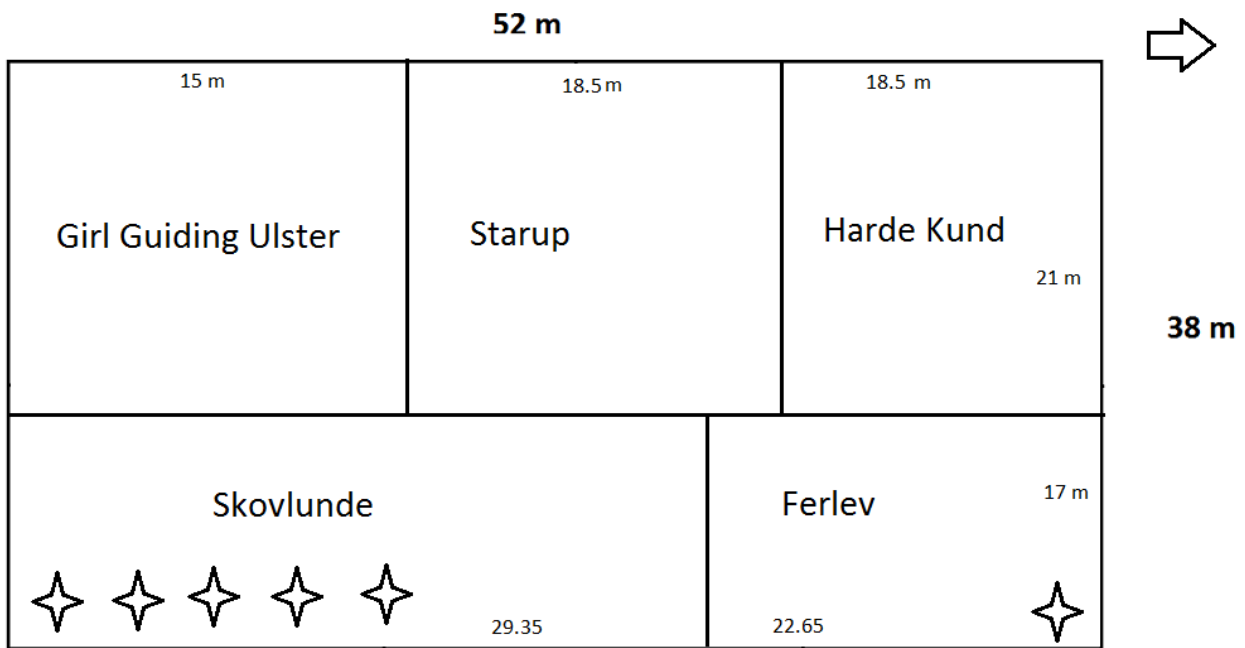 52 m
15 m
18.5 m
18.5 m
Girl Guiding Ulster
Starup
Harde Kund
21 m
38 m
Skovlunde
Ferlev
17 m
29.35
22.65